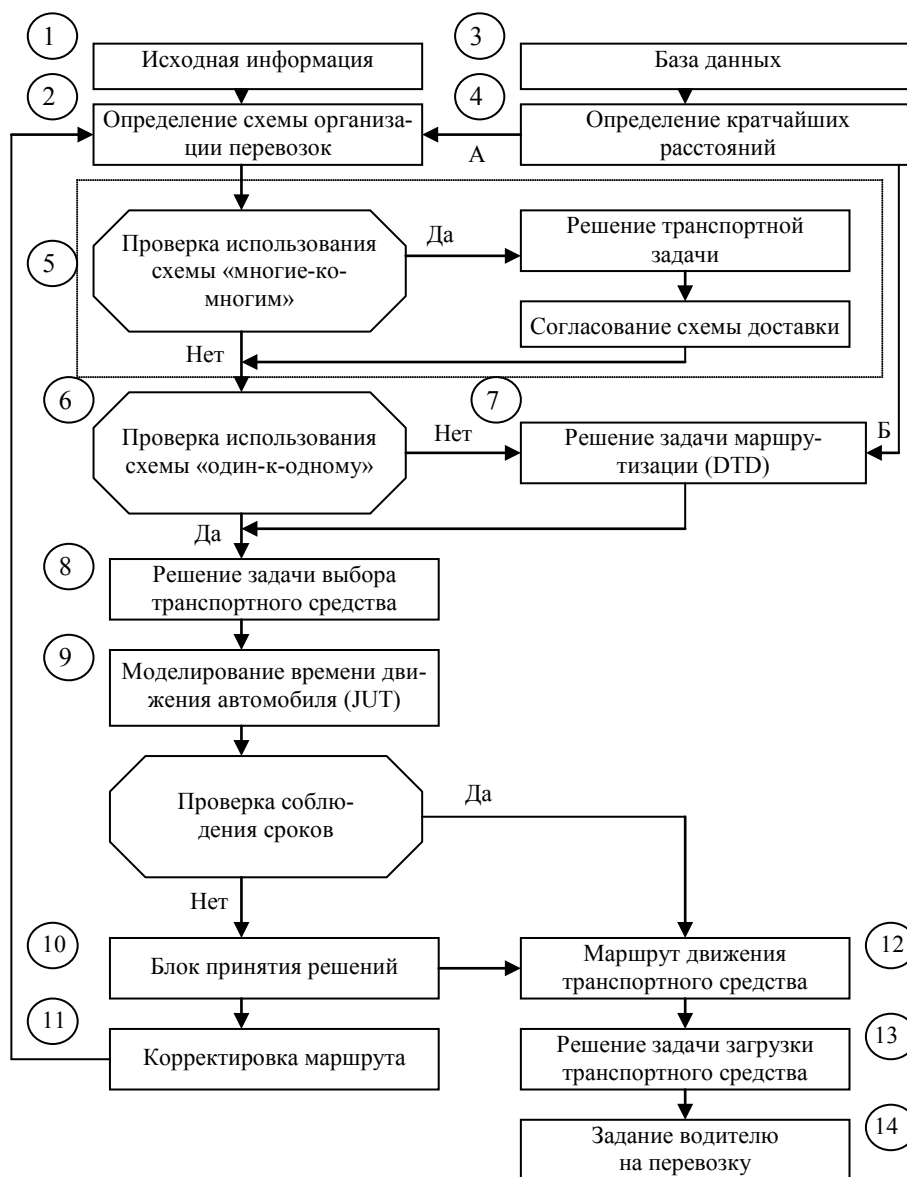 1
3
Исходная информация
База данных
2
4
Определение схемы организа-
ции перевозок
А
Определение кратчайших
расстояний
5
Проверка использования
схемы «многие-ко-
многим»
Да
Решение транспортной
задачи
Согласование схемы доставки
Нет
6
7
Проверка использования
схемы «один-к-одному»
Нет
Решение задачи маршру-
тизации (DTD)
Б
Да
8
Решение задачи выбора
транспортного средства
9
Моделирование времени дви-
жения автомобиля (JUT)
Проверка соблю-
дения сроков
Да
Нет
10
Блок принятия решений
Маршрут движения
транспортного средства
12
11
Корректировка маршрута
Решение задачи загрузки
транспортного средства
13
Задание водителю
на перевозку
14